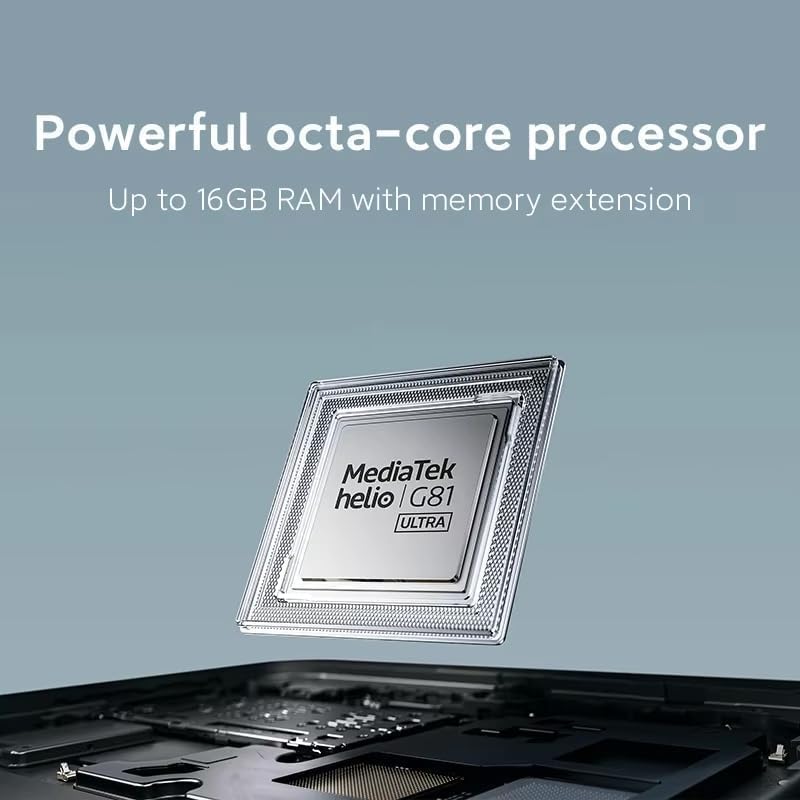 Powerful octa-core processor
Up to 16GB RAM with memory extension
MediaTek
helio | G81
ULTRA